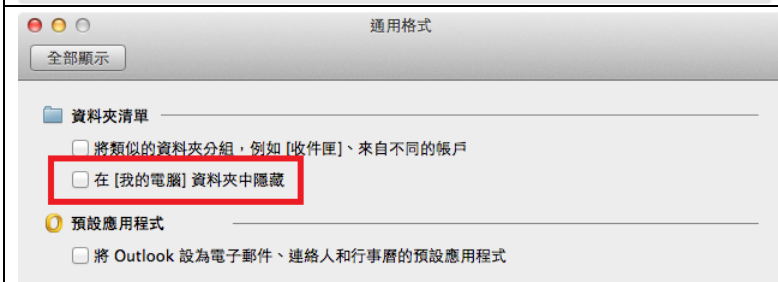 通用格式
全部顯示
資料夾清單
將類似的資料夾分組，例如 [收件匣]、來自不同的帳戶
在 [我的電腦] 資料夾中隱藏
預設應用程式
將 Outlook 設為電子郵件、連絡人和行事曆的預設應用程式